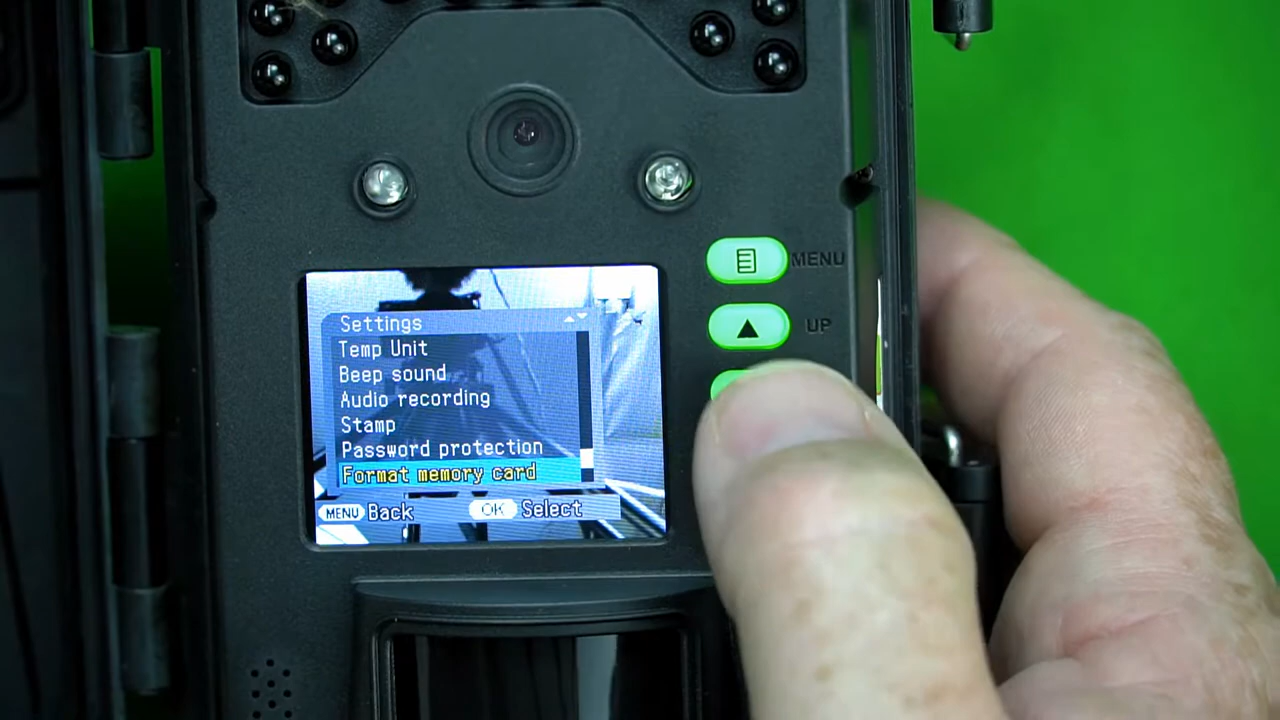 MENU
UP
Settings
Temp Unit
Beep sound
Audio recording
Stamp
Password protection
Format memory card
MENU Back OK Select